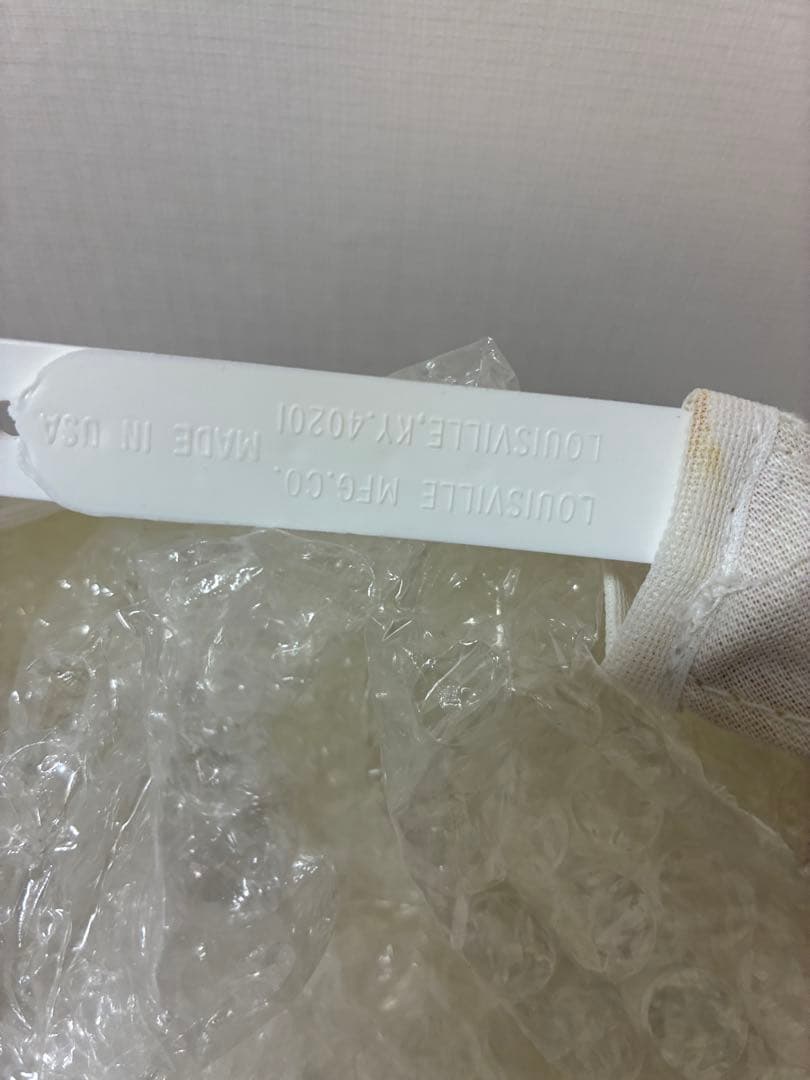 LOUISVILLE MFG.CO.
LOUISVILLE,KY.40201 MADE IN USA